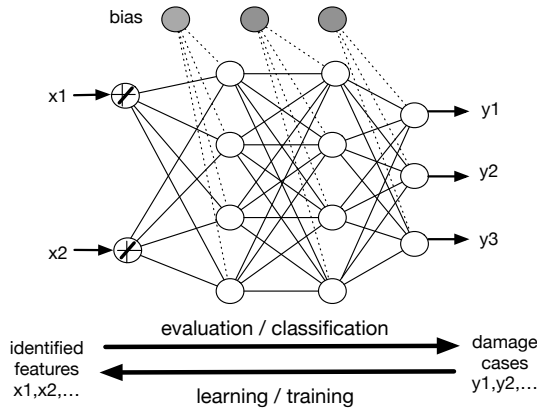 bias
x1
y1
y2
x2
y3
evaluation / classification
identified
features
x1,x2,...
damage
cases
y1,y2,...
learning / training